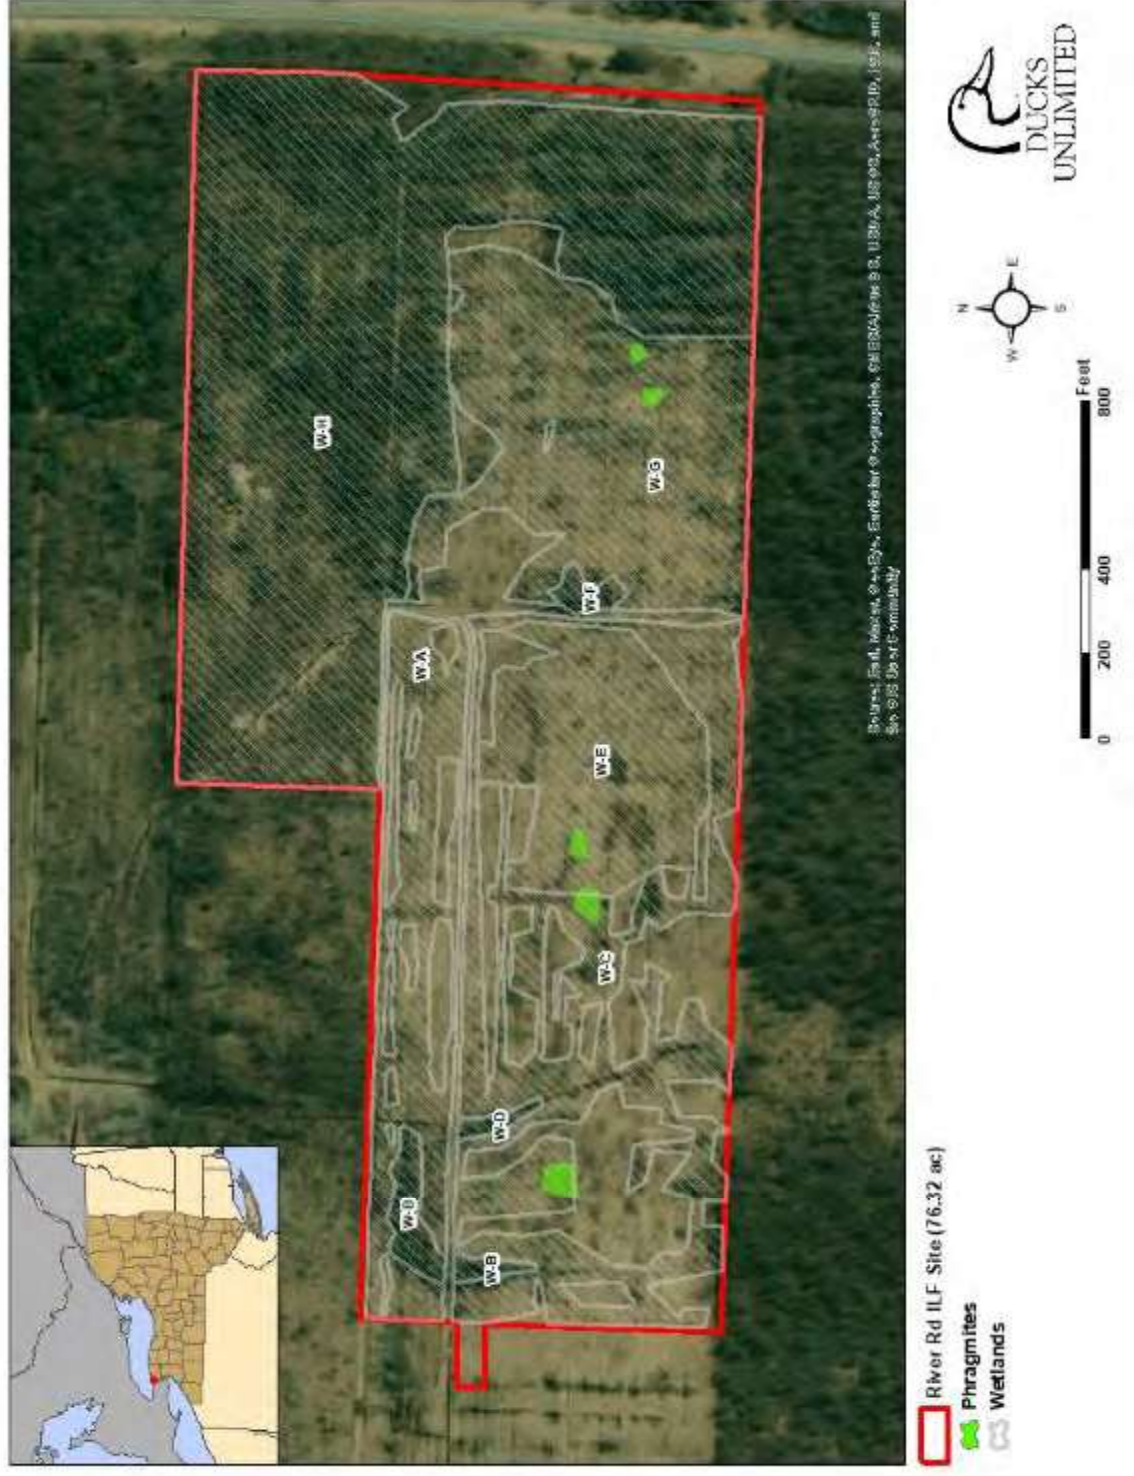 W-H
W-A
W-G
W-F
W-E
W-C
W-D
W-B
W-B
River Rd ILF Site (76.32 ac)
Phragmites
Wetlands
0 200 400 800
Feet
N
W E
S
DUCKS
UNLIMITED